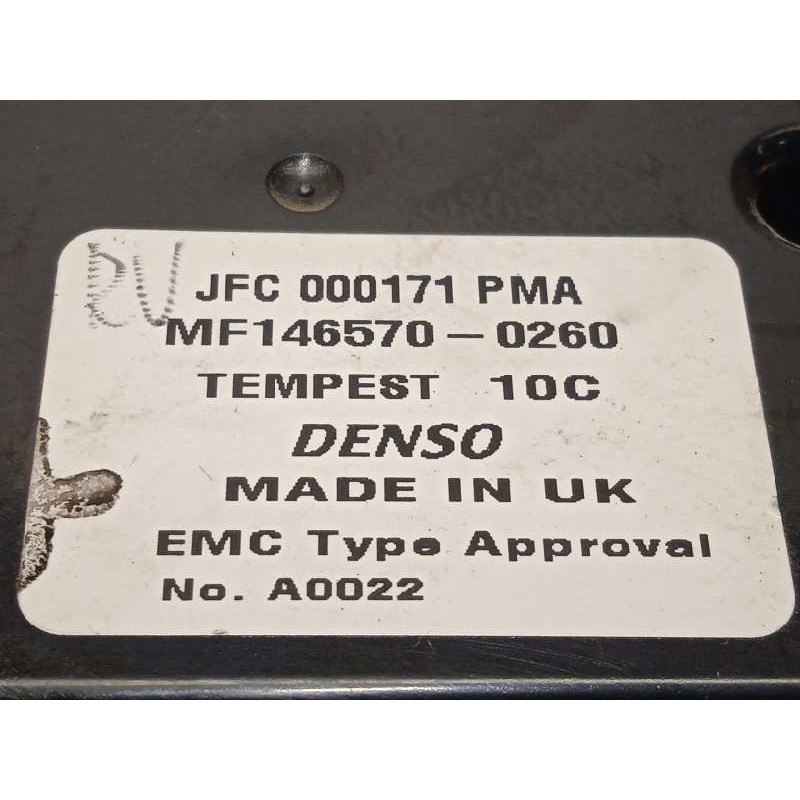 JFC 000171 PMA
MF146570-0260
TEMPEST 10C
DENSO
MADE IN UK
EMC Type Approval
No. A0022